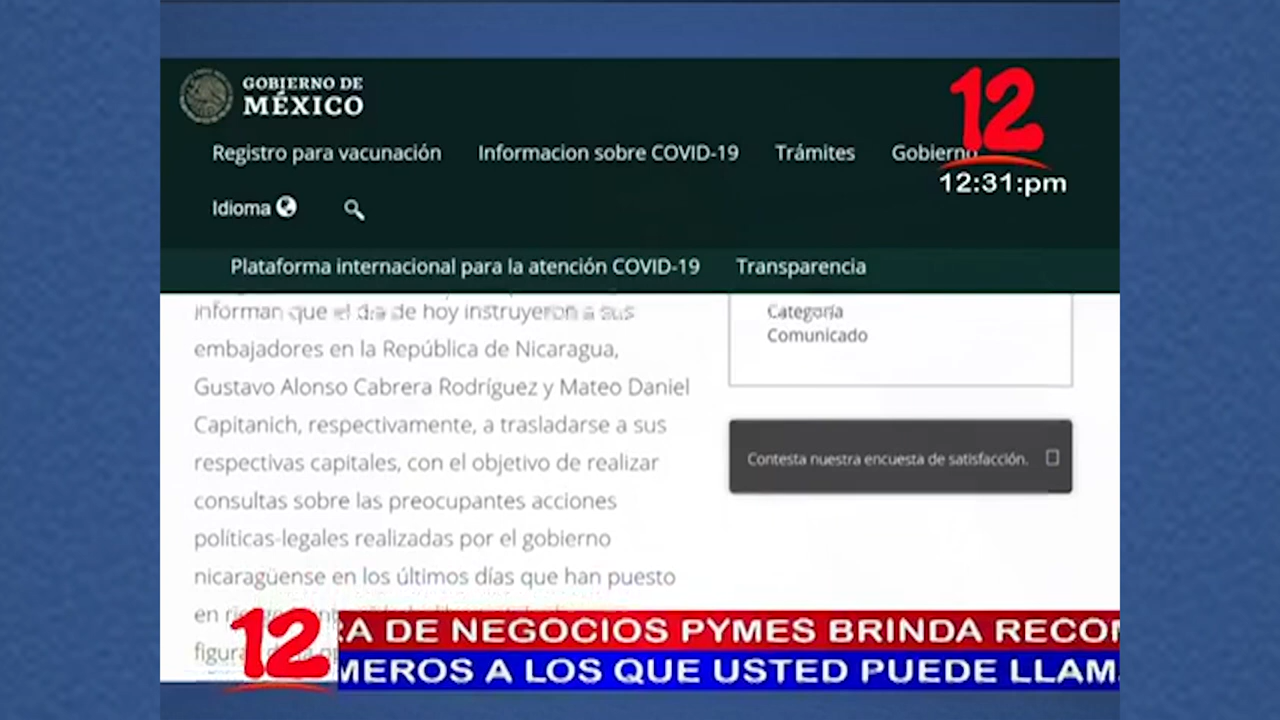 GOBIERNO DE
MÉXICO
12
Registro para vacunación
Informacion sobre COVID-19
Trámites
Gobierno
12:31:pm
Idioma
Plataforma internacional para la atención COVID-19
Transparencia
informan que el día de hoy instruyeron a sus
embajadores en la República de Nicaragua,
Gustavo Alonso Cabrera Rodríguez y Mateo Daniel
Capitanich, respectivamente, a trasladarse a sus
respectivas capitales, con el objetivo de realizar
consultas sobre las preocupantes acciones
políticas-legales realizadas por el gobierno
nicaragüense en los últimos días que han puesto
en
Categoría
Comunicado
Contesta nuestra encuesta de satisfacción.
12
RA DE NEGOCIOS PYMES BRINDA RECOM
MEROS A LOS QUE USTED PUEDE LLAM